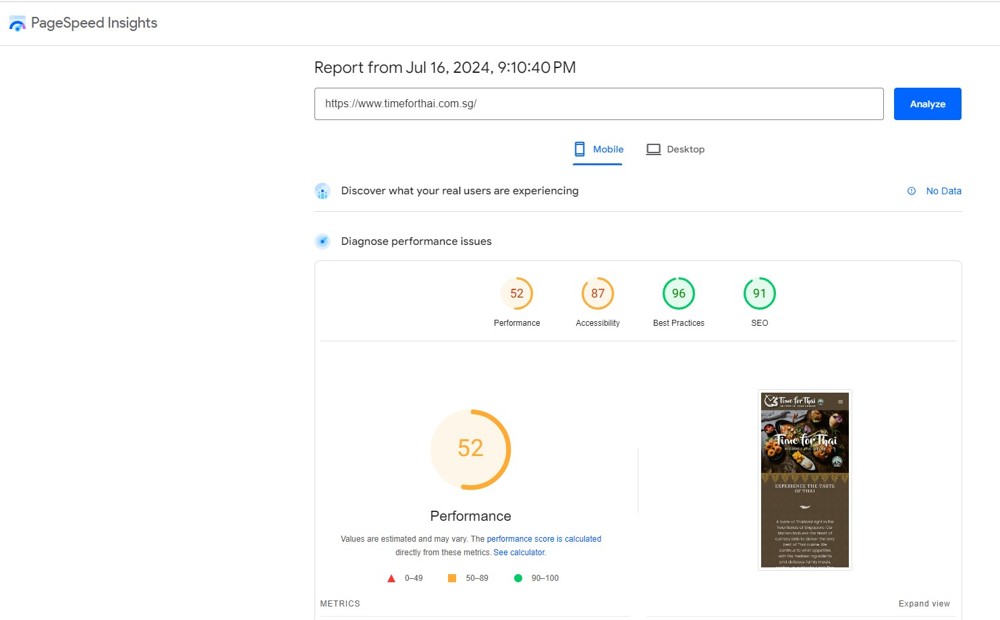 PageSpeed Insights
Report from Jul 16, 2024, 9:10:40 PM
https://www.timeforthai.com.sg/
Analyze
Mobile
Desktop
Discover what your real users are experiencing
No Data
Diagnose performance issues
52
87
96
91
Performance
Accessibility
Best Practices
SEO
52
Performance
Values are estimated and may vary. The performance score is calculated
directly from these metrics. See calculator.
0–49
50–89
90–100
Time for Thai
Time for Thai
EXPERIENCE THE TASTE
OF THAI
A taste of Thailand right in the
heartlands of Singapore. Our
kitchen features the finest of
culinary skills to deliver the very
best of Thai cuisine. We
continue to whet appetites
with the freshest ingredients
and delicious family meals,
METRICS
Expand view